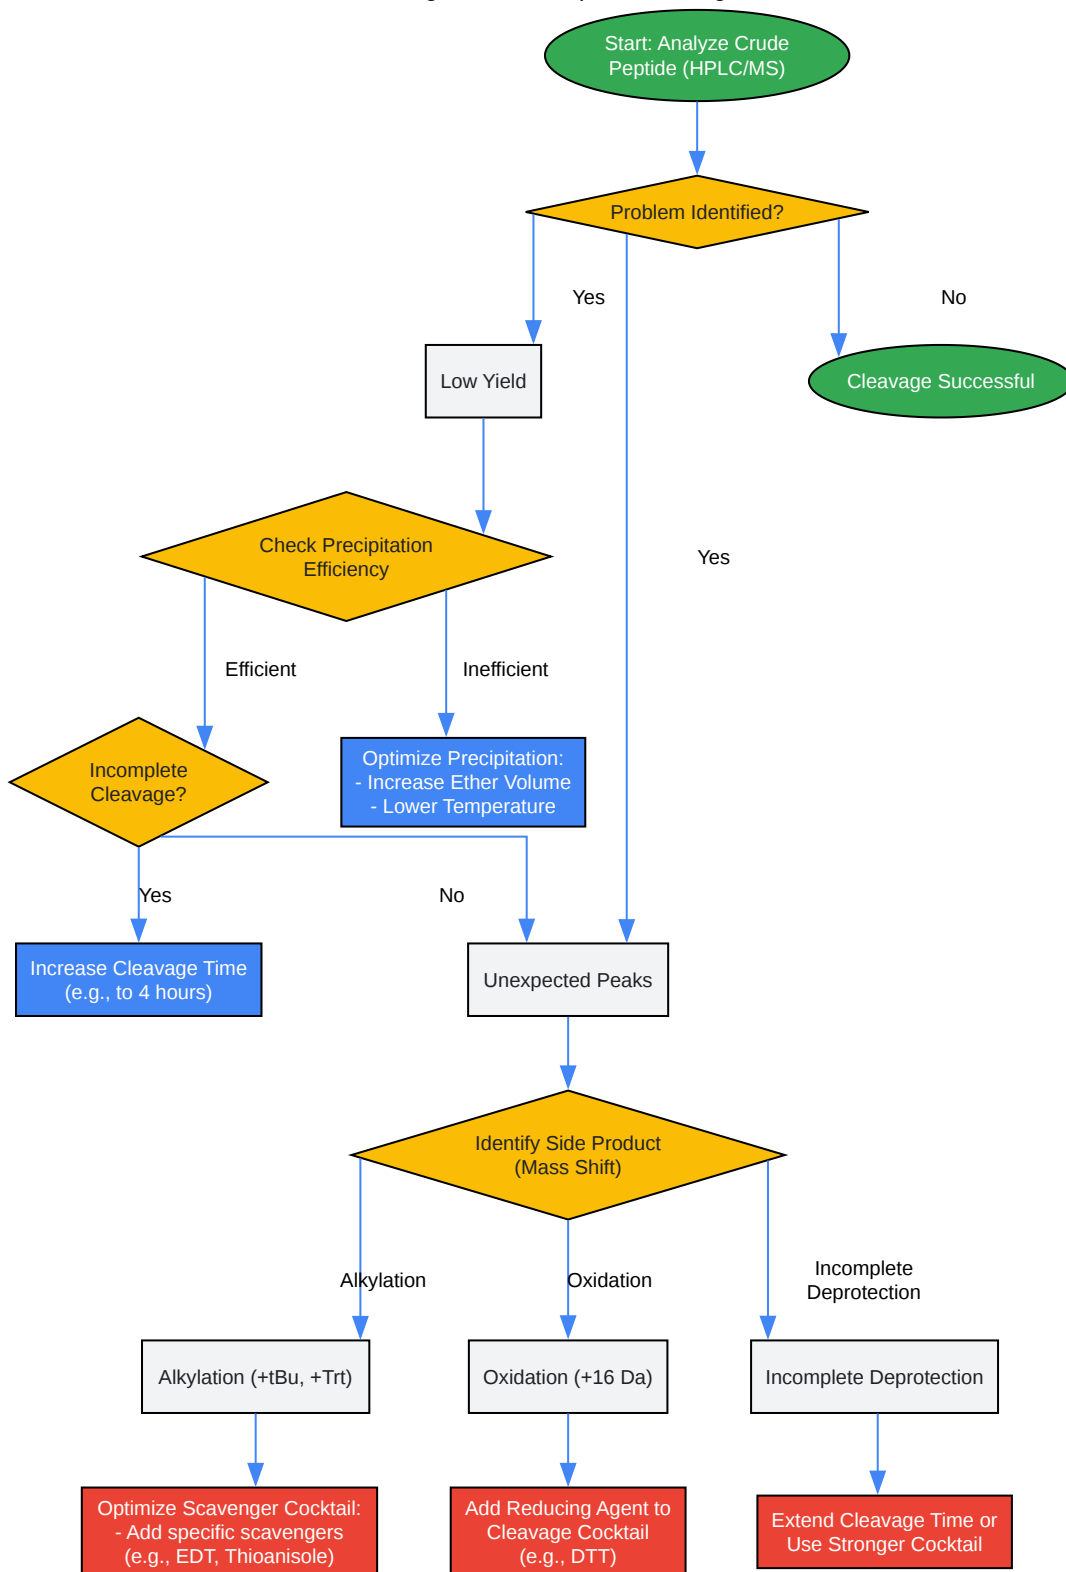 Start: Analyze Crude
Peptide (HPLC/MS)
Problem Identified?
Yes
No
Low Yield
Cleavage Successful
Check Precipitation
Efficiency
Yes
Efficient
Inefficient
Incomplete
Cleavage?
Optimize Precipitation:
- Increase Ether Volume
- Lower Temperature
Yes
No
Increase Cleavage Time
(e.g., to 4 hours)
Unexpected Peaks
Identify Side Product
(Mass Shift)
Alkylation
Oxidation
Incomplete
Deprotection
Alkylation (+tBu, +Trt)
Oxidation (+16 Da)
Incomplete Deprotection
Optimize Scavenger Cocktail:
- Add specific scavengers
(e.g., EDT, Thioanisole)
Add Reducing Agent to
Cleavage Cocktail
(e.g., DTT)
Extend Cleavage Time or
Use Stronger Cocktail